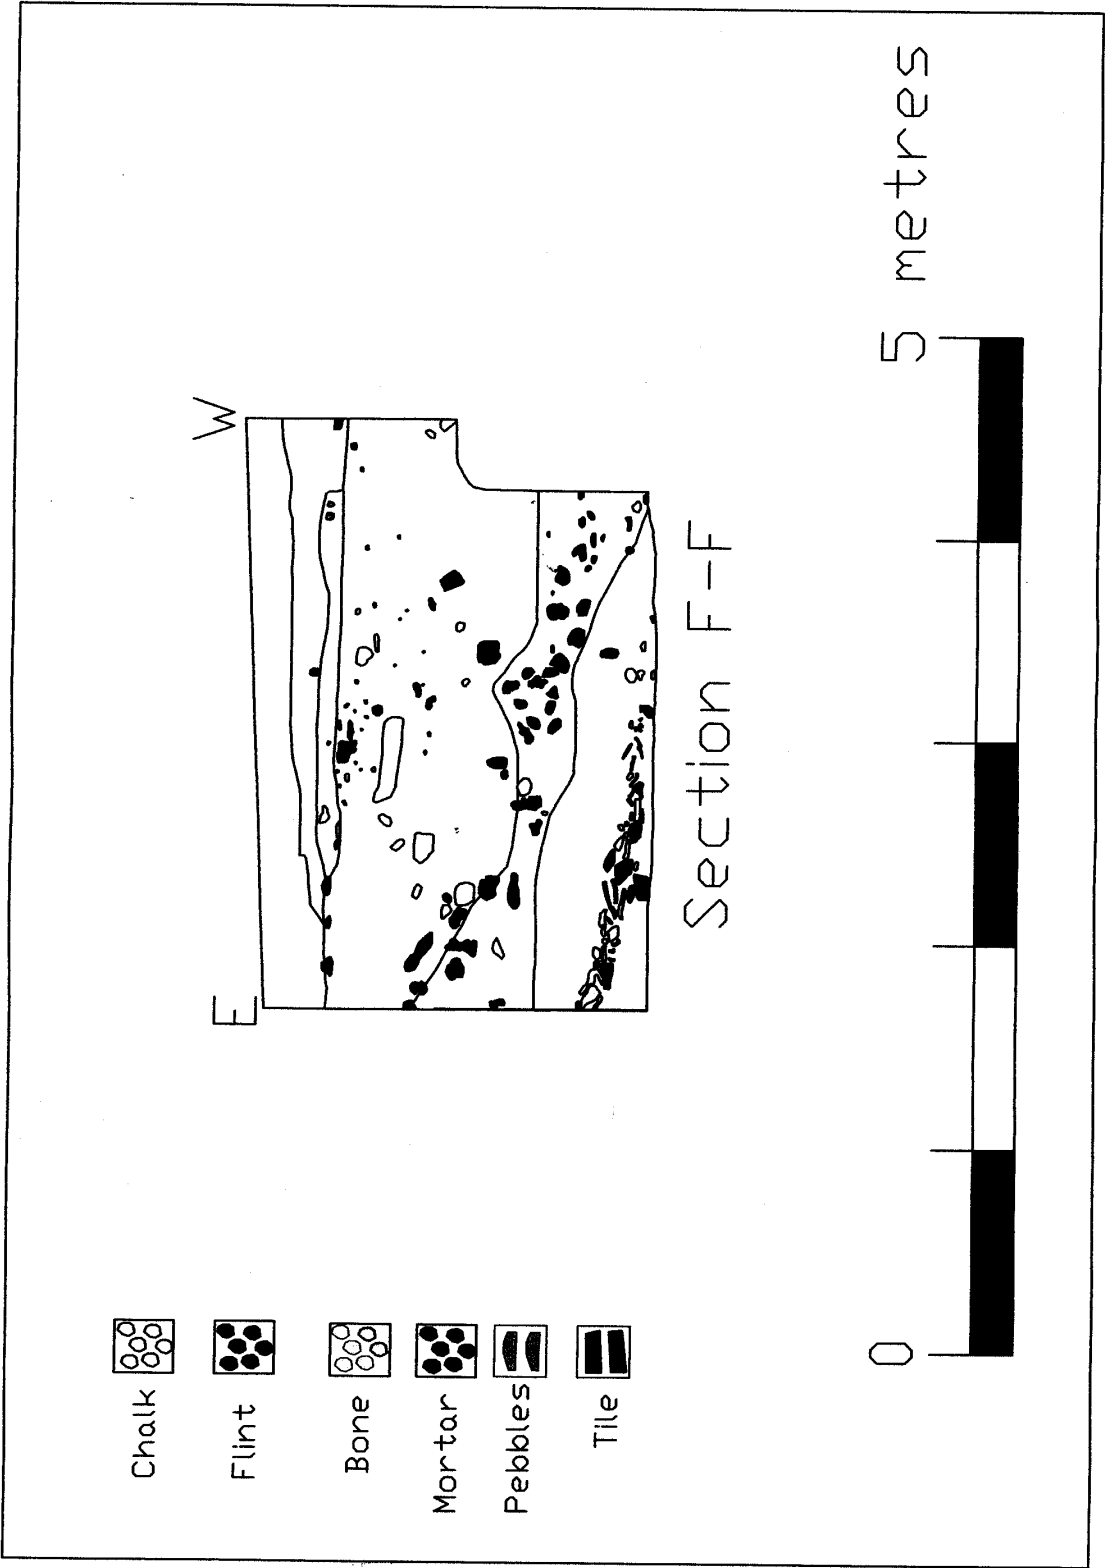 E
W
Section F-F
Chalk
Flint
Bone
Mortar
Pebbles
Tile
0
5 metres